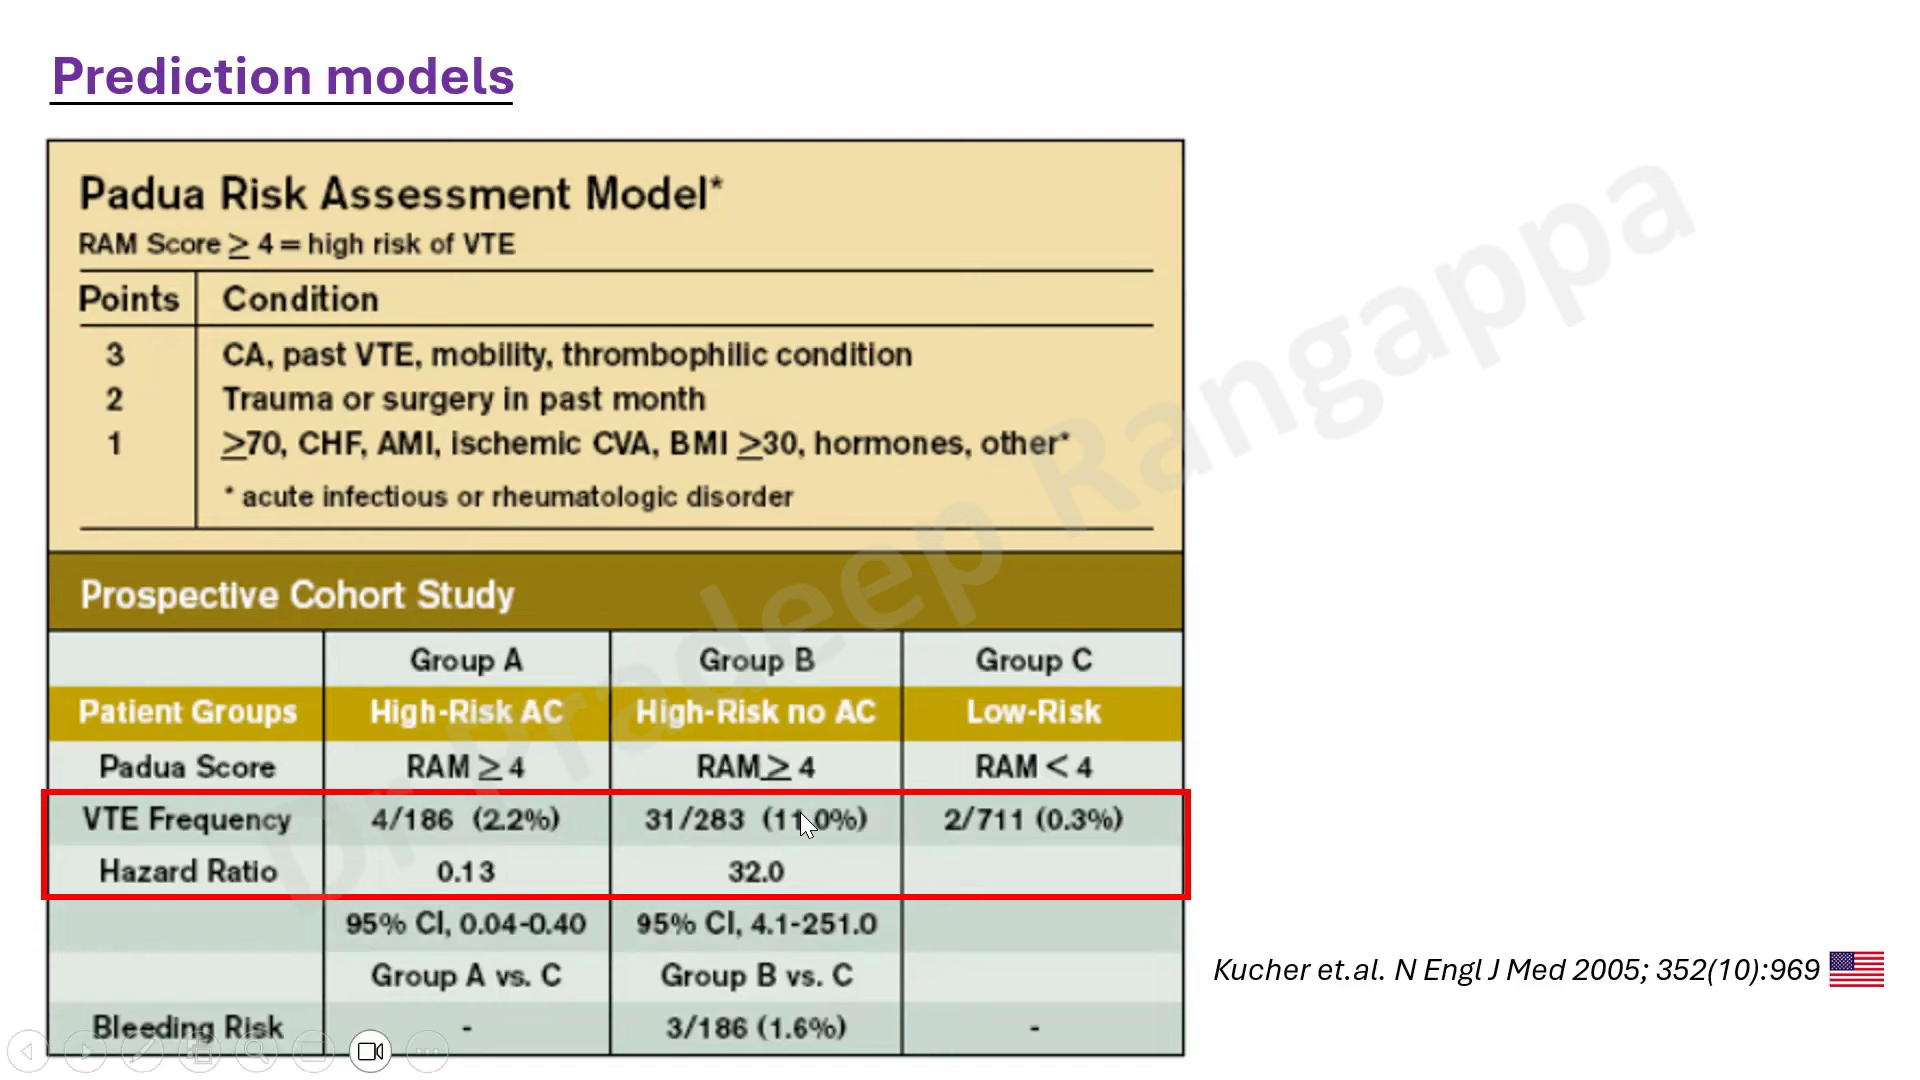 Prediction models
Padua Risk Assessment Model*
RAM Score ≥ 4 = high risk of VTE
Points Condition
3 CA, past VTE, mobility, thrombophilic condition
2 Trauma or surgery in past month
1 ≥70, CHF, AMI, ischemic CVA, BMI ≥30, hormones, other*
* acute infectious or rheumatologic disorder
Prospective Cohort Study
Group A Group B Group C
Patient Groups High-Risk AC High-Risk no AC Low-Risk
Padua Score RAM ≥ 4 RAM ≥ 4 RAM < 4
VTE Frequency 4/186 (2.2%) 31/283 (11.0%) 2/711 (0.3%)
Hazard Ratio 0.13 32.0
95% CI, 0.04-0.40 95% CI, 4.1-251.0
Group A vs. C Group B vs. C
Bleeding Risk - 3/186 (1.6%) -
Kucher et.al. N Engl J Med 2005; 352(10):969
Dr Pradeep Rangappa